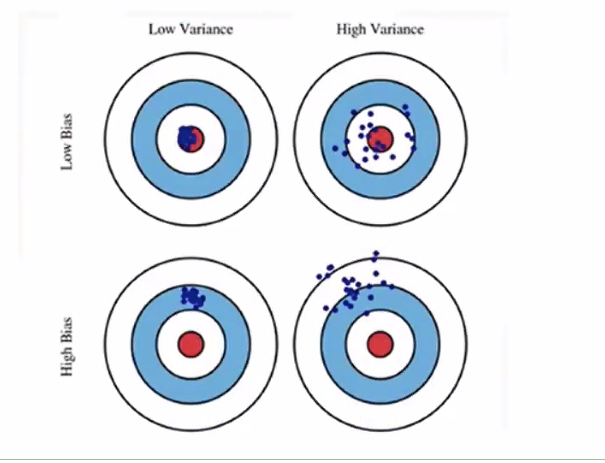 Low Variance
High Variance
Low Bias
High Bias